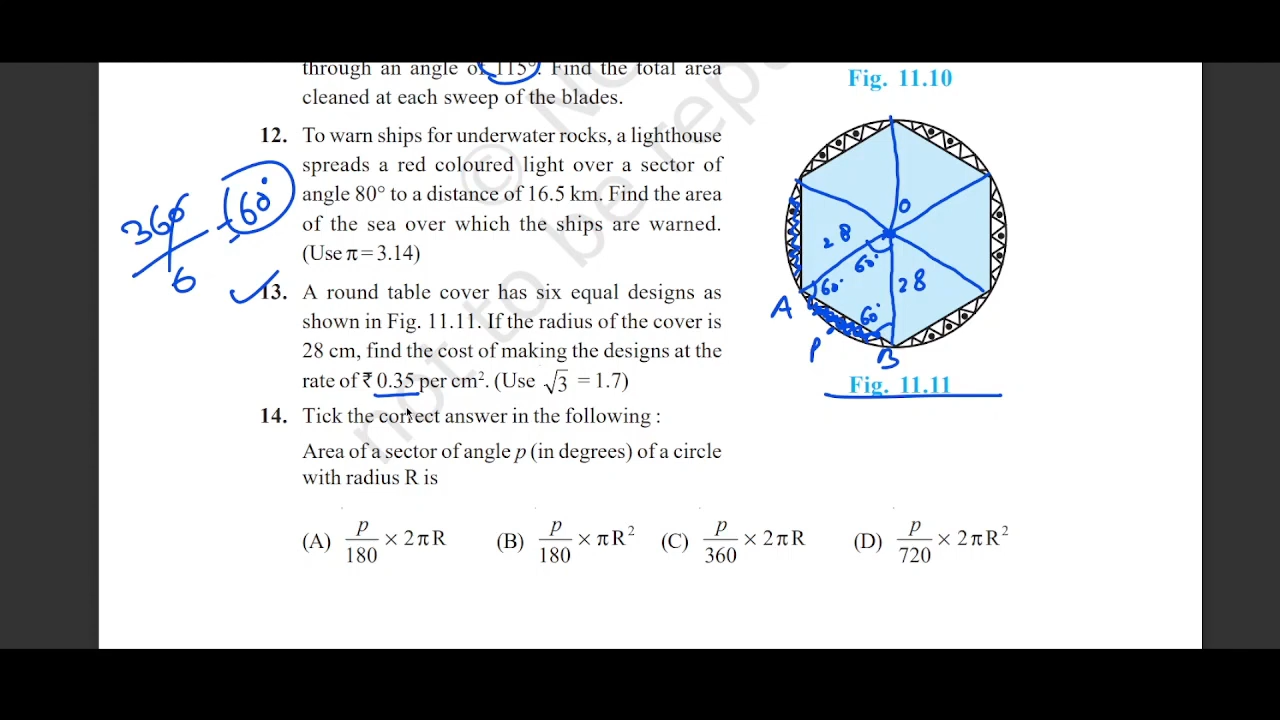 through an angle of 115°. Find the total area
cleaned at each sweep of the blades.
Fig. 11.10
12. To warn ships for underwater rocks, a lighthouse
spreads a red coloured light over a sector of
angle 80° to a distance of 16.5 km. Find the area
of the sea over which the ships are warned.
(Use π = 3.14)
360°/6 = 60°
13. A round table cover has six equal designs as
shown in Fig. 11.11. If the radius of the cover is
28 cm, find the cost of making the designs at the
rate of ₹ 0.35 per cm². (Use √3 = 1.7)
O
28
60°
28
60°
60°
A
P
B
Fig. 11.11
14. Tick the correct answer in the following :
Area of a sector of angle p (in degrees) of a circle
with radius R is
(A) p/180 × 2πR (B) p/180 × πR² (C) p/360 × 2πR (D) p/720 × 2πR²
© NC
not to be repu